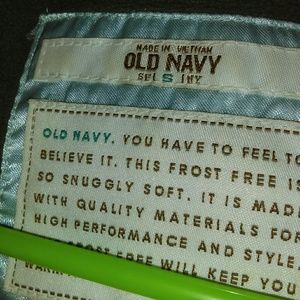 MADE IN VIETNAM
OLD NAVY
S
OLD NAVY. YOU HAVE TO FEEL TO
BELIEVE IT. THIS FROST FREE
SO SNUGGLY SOFT. IT IS MADE
WITH QUALITY MATERIALS FOR
HIGH PERFORMANCE AND STYLE
FROST FREE WILL KEEP YOU